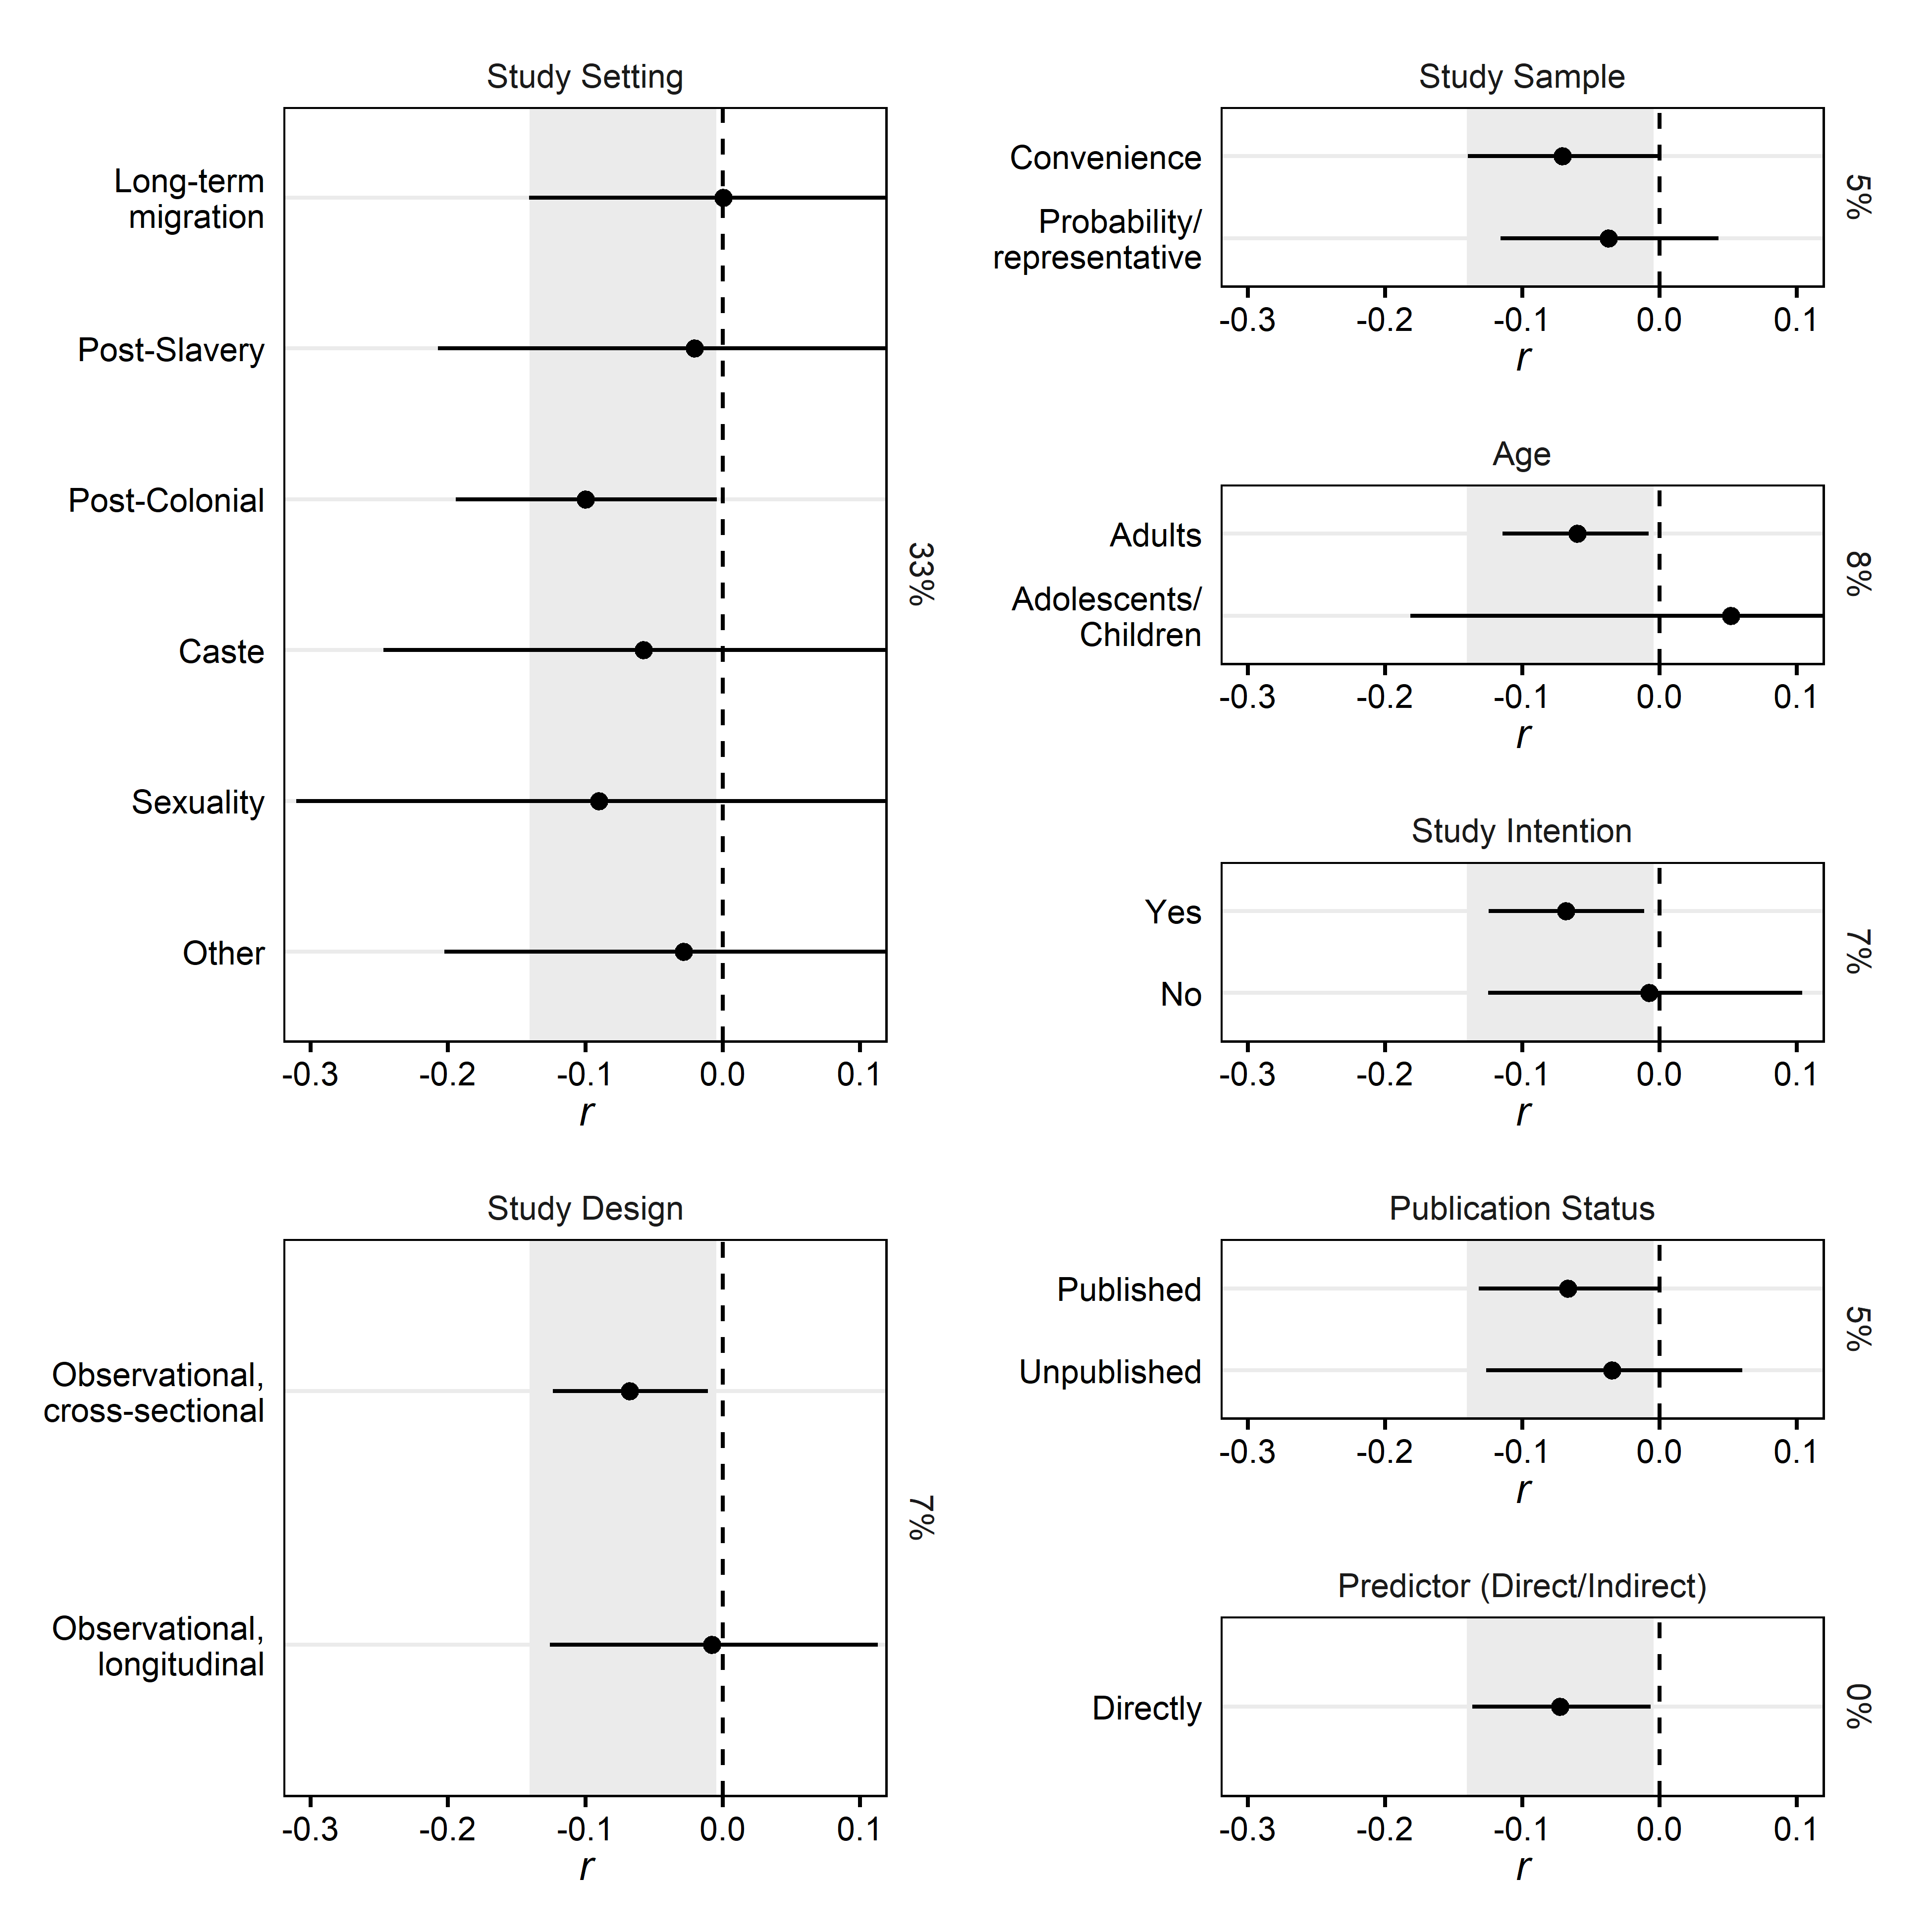 Study Setting
Long-term
migration
Post-Slavery
Post-Colonial
Caste
Sexuality
Other
33%
-0.3 -0.2 -0.1 0.0 0.1
r
Study Design
Observational,
cross-sectional
Observational,
longitudinal
7%
-0.3 -0.2 -0.1 0.0 0.1
r
Study Sample
Convenience
Probability/
representative
5%
-0.3 -0.2 -0.1 0.0 0.1
r
Age
Adults
Adolescents/
Children
8%
-0.3 -0.2 -0.1 0.0 0.1
r
Study Intention
Yes
No
7%
-0.3 -0.2 -0.1 0.0 0.1
r
Publication Status
Published
Unpublished
5%
-0.3 -0.2 -0.1 0.0 0.1
r
Predictor (Direct/Indirect)
Directly
0%
-0.3 -0.2 -0.1 0.0 0.1
r